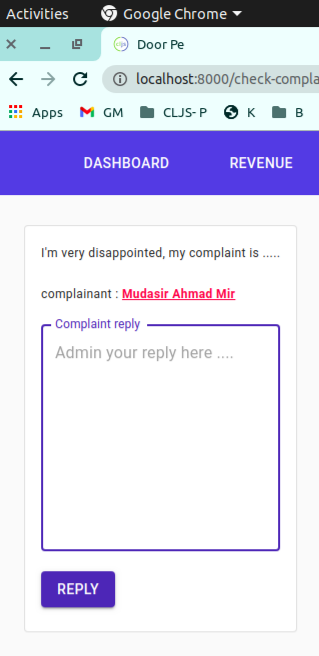 Activities Google Chrome
Door Pe
localhost:8000/check-compla
Apps GM CLJS- P K B
DASHBOARD REVENUE
I'm very disappointed, my complaint is .....
complainant : Mudasir Ahmad Mir
Complaint reply
Admin your reply here ....
REPLY